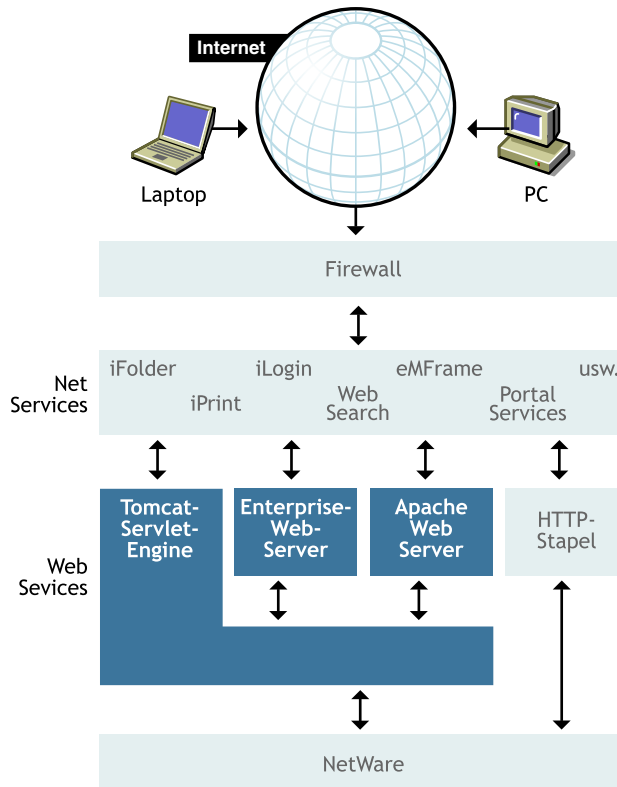 Internet
Laptop
PC
Firewall
Net
Services
iFolder
iLogin
eMFrame
usw.
iPrint
Web
Search
Portal
Services
Web
Sevices
Tomcat-
Servlet-
Engine
Enterprise-
Web-
Server
Apache
Web
Server
HTTP-
Stapel
NetWare